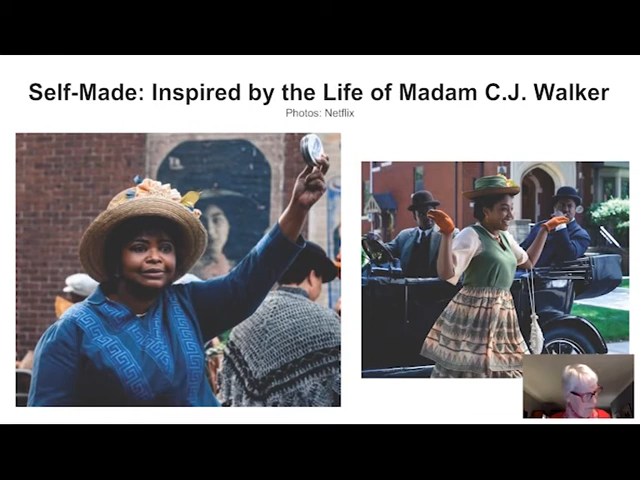 Self-Made: Inspired by the Life of Madam C.J. Walker
Photos: Netflix